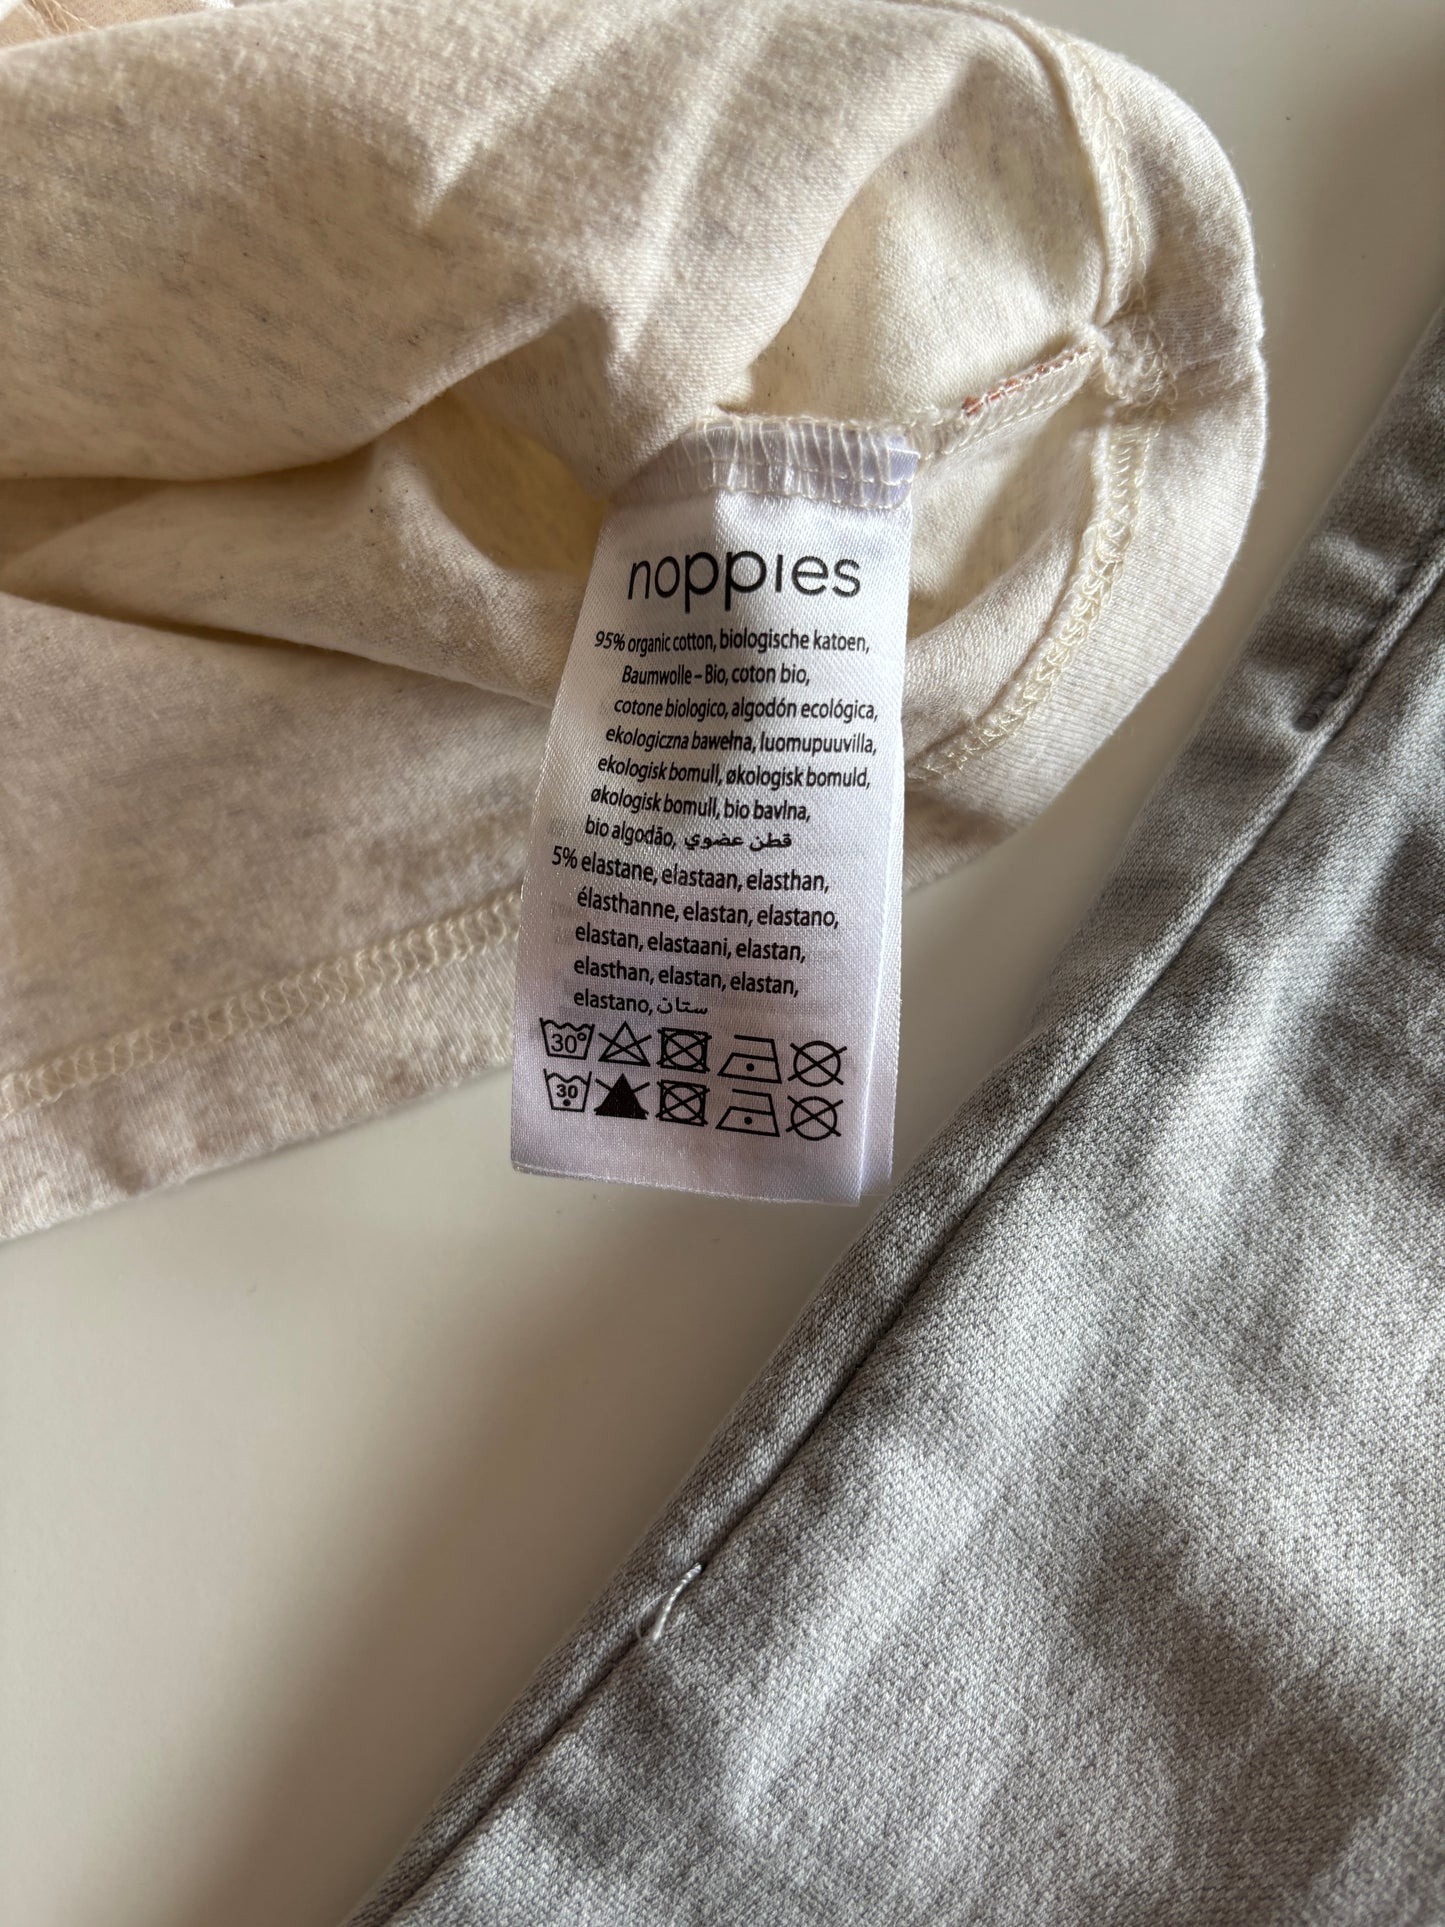 noppies
95% organic cotton, biologische katoen,
Baumwolle – Bio, coton bio,
cotone biologico, algodón ecológica,
ekologiczna bawełna, luomupuuvilla,
ekologisk bomull, økologisk bomuld,
økologisk bomull, bio bavlna,
bio algodão, قطن عضوي
5% elastane, elastaan, elasthan,
élasthanne, elastan, elastano,
elastan, elastaani, elastan,
elasthan, elastan, elastan,
elastano, ستان
30°
30